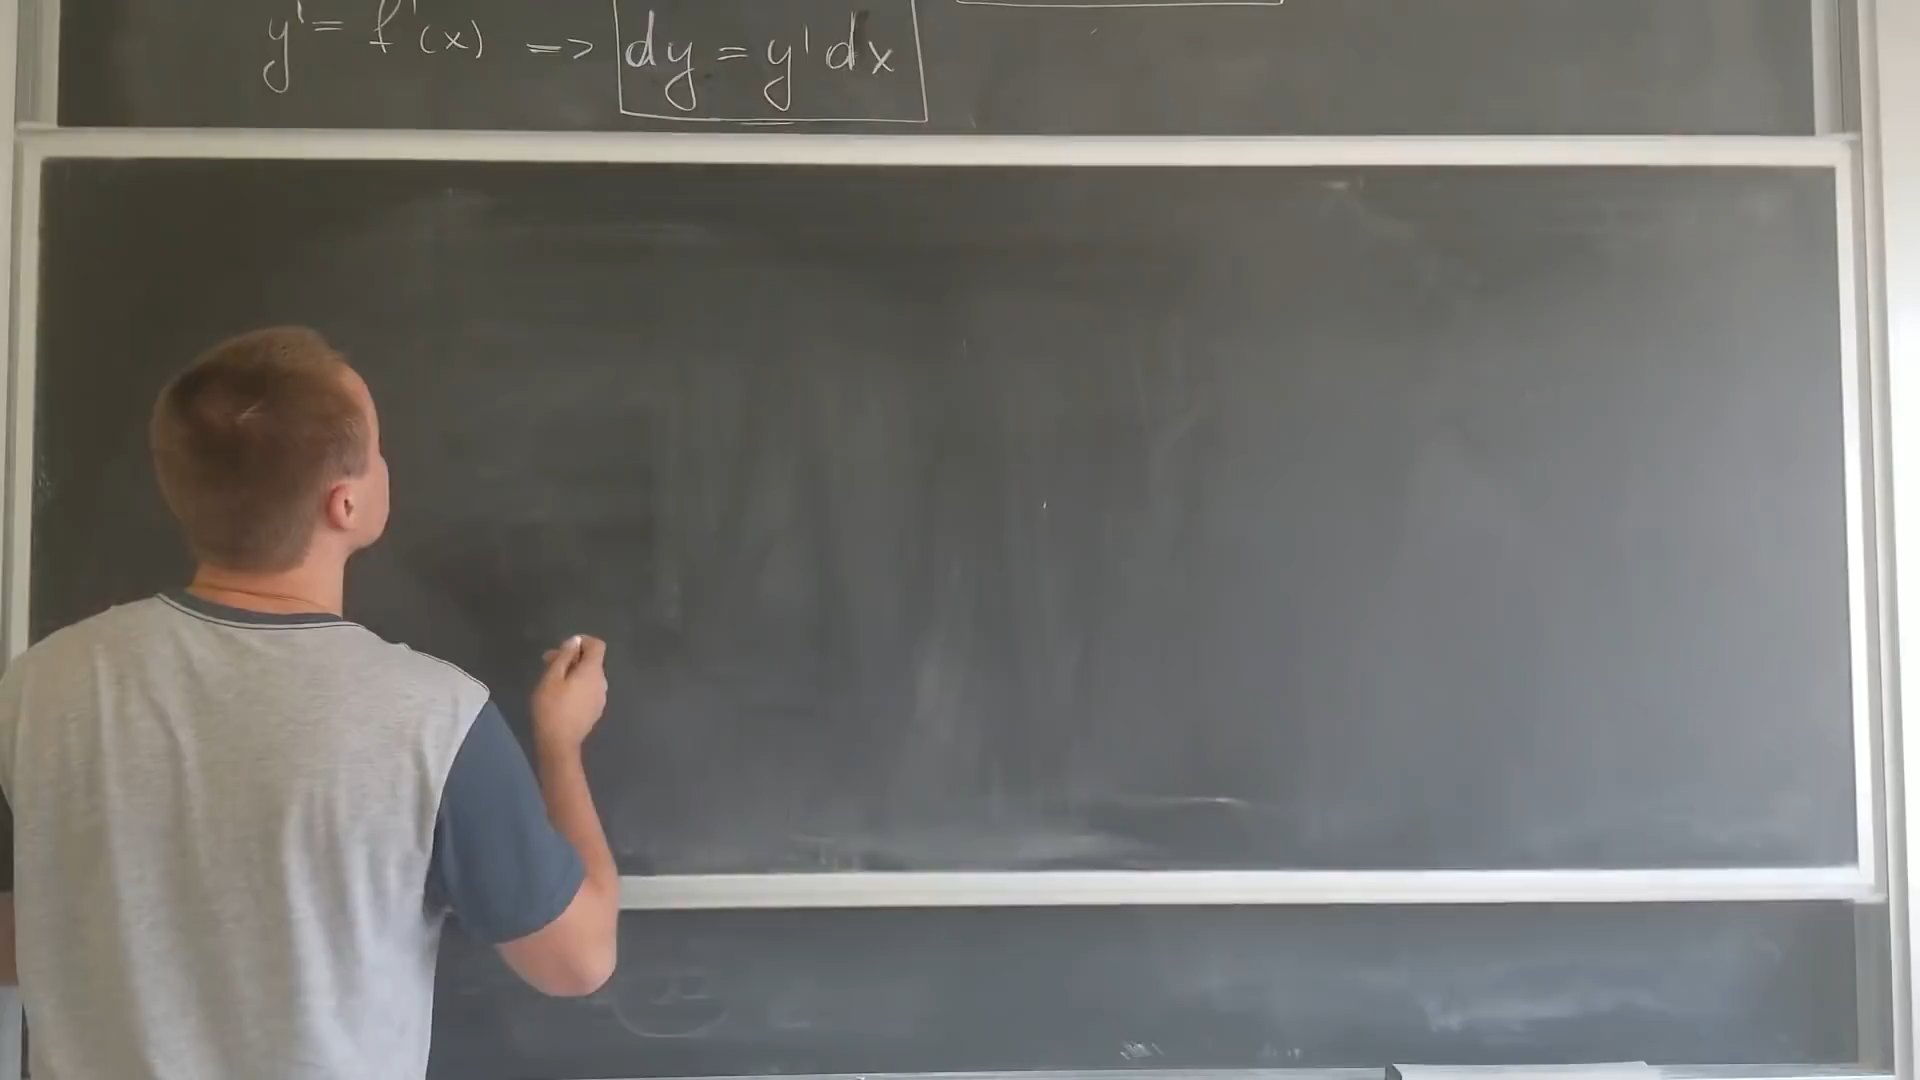 y' = f'(x) => dy = y' dx